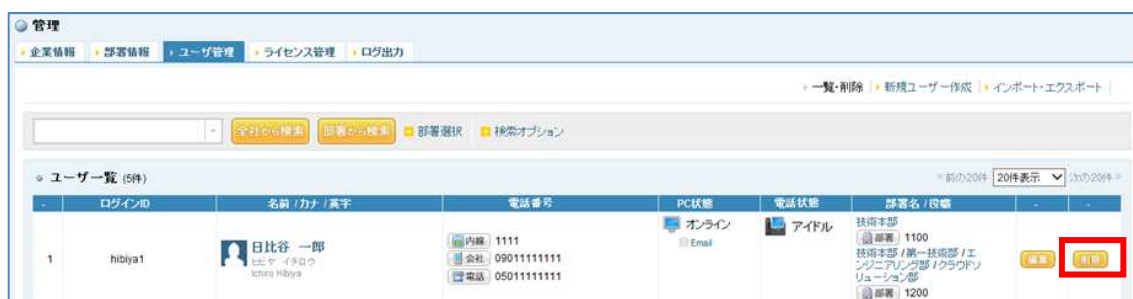 管理
企業情報 部署情報 ユーザ管理 ライセンス管理 ログ出力
一覧・削除 新規ユーザー作成 インポート・エクスポート
全社から検索 部署から検索 部署選択 検索オプション
ユーザ一覧 (5件) 前の20件 20件表示 次の20件
- ログインID 名前 / カナ / 英字 電話番号 PC状態 電話状態 部署名 / 役職 - -
1 hibiya1
日比谷 一郎
ヒビヤ イチロウ
Ichiro Hibiya
内線 1111
会社 09011111111
電話 05011111111
オンライン
Email
アイドル
技術本部
部署 1100
技術本部 / 第一技術部 / エ
ンジニアリング部 / クラウドソ
リューション部
部署 1200
編集 削除